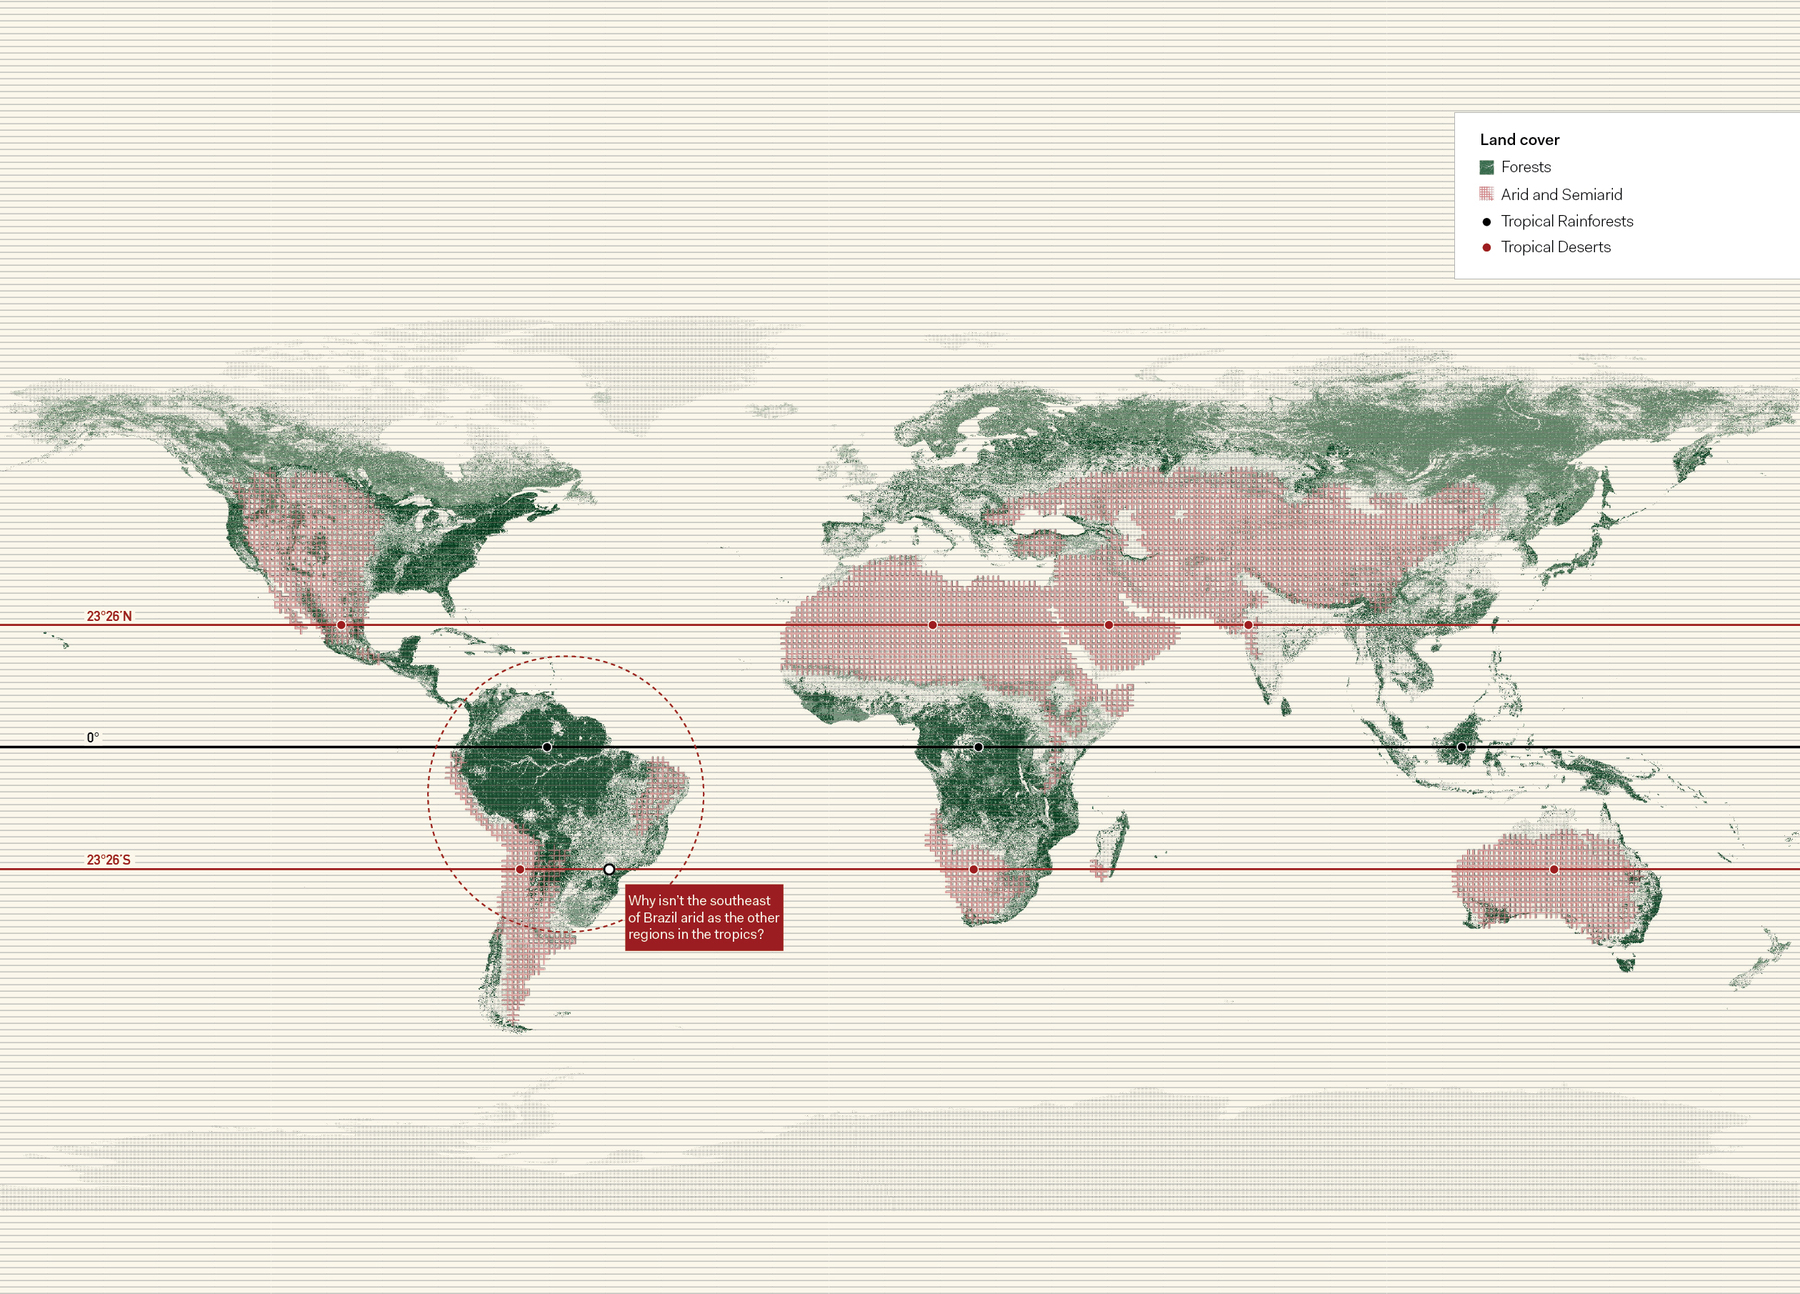 Land cover
Forests
Arid and Semiarid
Tropical Rainforests
Tropical Deserts
23°26′N
0°
23°26′S
Why isn't the southeast
of Brazil arid as the other
regions in the tropics?